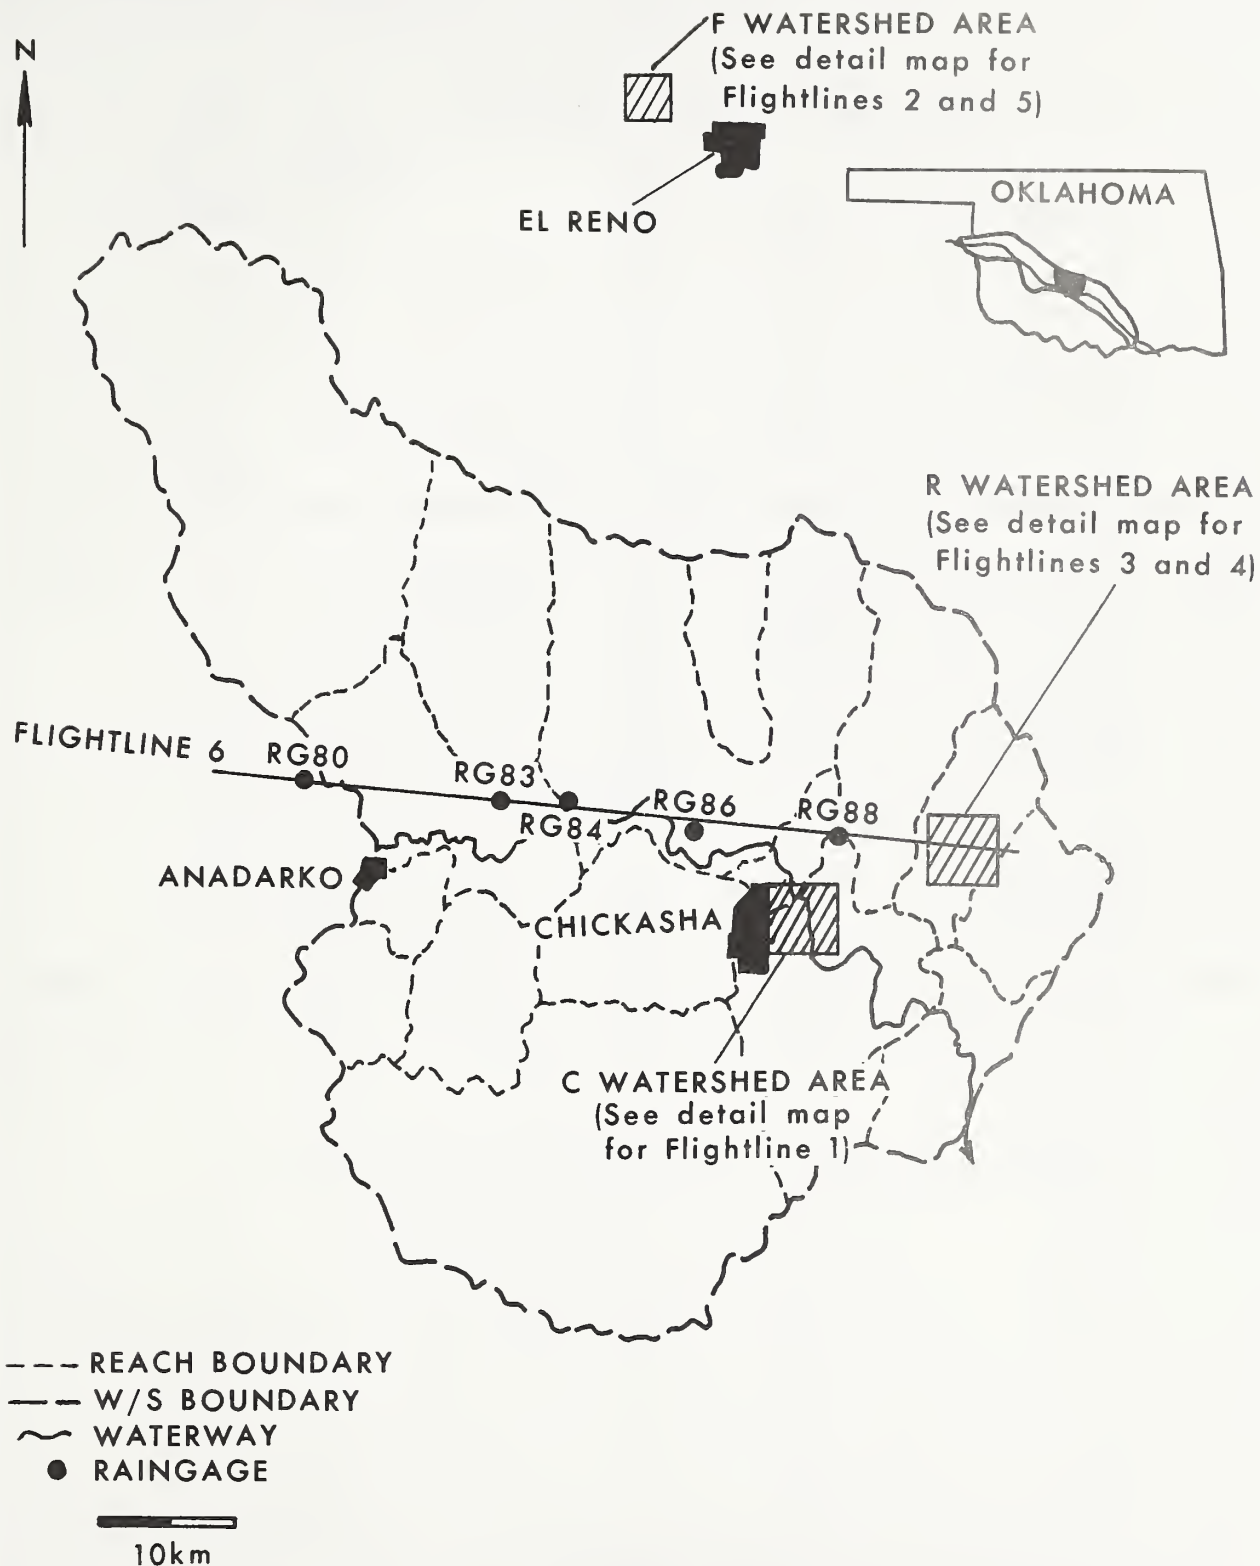 N
F WATERSHED AREA
(See detail map for
Flightlines 2 and 5)
EL RENO
OKLAHOMA
R WATERSHED AREA
(See detail map for
Flightlines 3 and 4)
FLIGHTLINE 6
RG80
RG83
RG84
RG86
RG88
ANADARKO
CHICKASHA
C WATERSHED AREA
(See detail map
for Flightline 1)
REACH BOUNDARY
W/S BOUNDARY
WATERWAY
RAINGAGE
10km